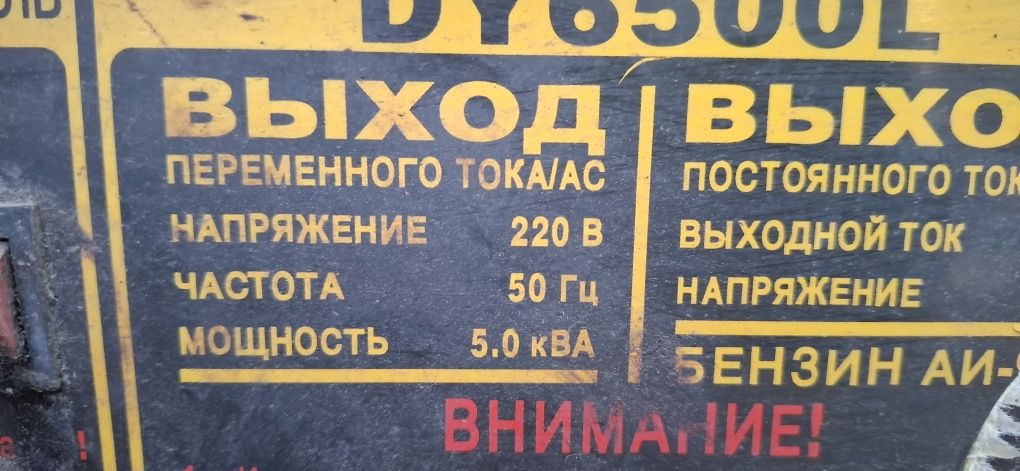 DY6500L
ВЫХОД
ПЕРЕМЕННОГО ТОКА/АС
НАПРЯЖЕНИЕ 220 В
ЧАСТОТА 50 Гц
МОЩНОСТЬ 5.0 кВА
ВЫХО
ПОСТОЯННОГО ТОК
ВЫХОДНОЙ ТОК
НАПРЯЖЕНИЕ
БЕНЗИН АИ-
ВНИМАНИЕ!